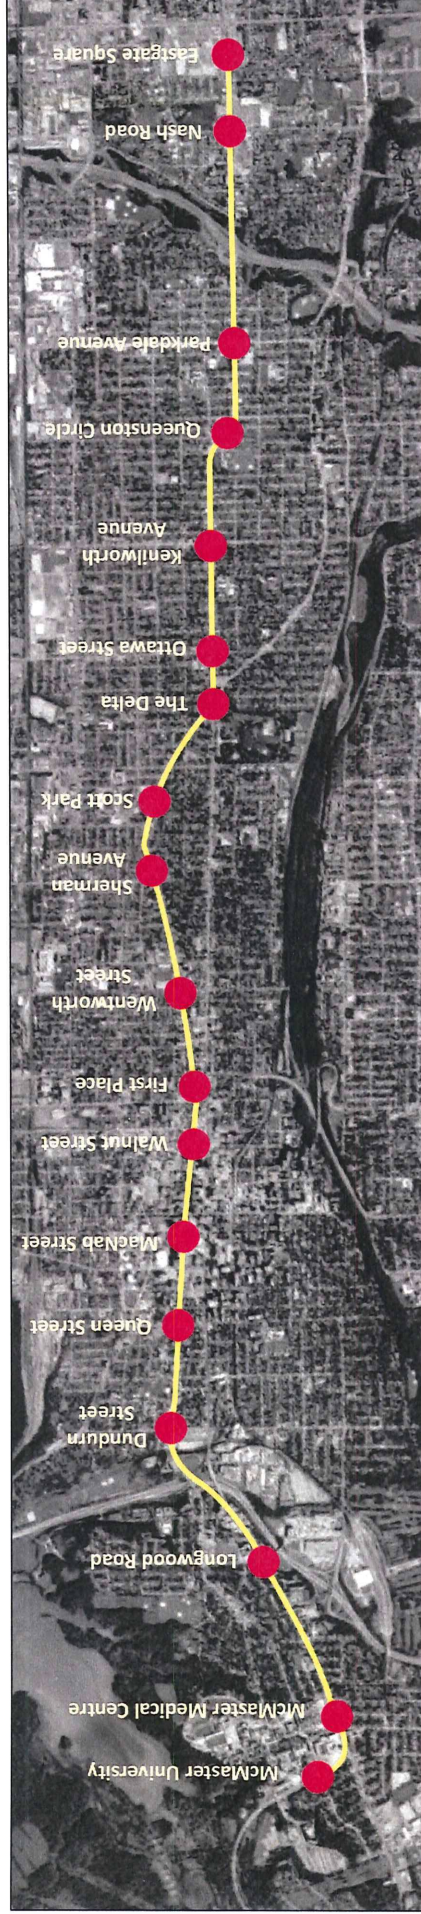 McMaster University
McMaster Medical Centre
Longwood Road
Dundurn
Street
Queen Street
MacNab Street
Walnut Street
First Place
Wentworth
Street
Sherman
Avenue
Scott Park
The Delta
Ottawa Street
Kenilworth
Avenue
Queenston Circle
Parkdale Avenue
Nash Road
Eastgate Square